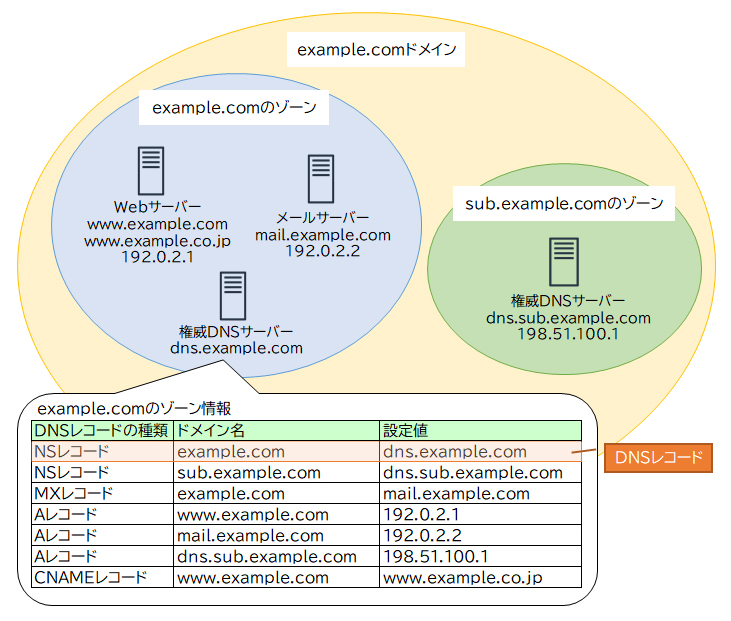 example.comドメイン
example.comのゾーン
Webサーバー
www.example.com
www.example.co.jp
192.0.2.1
メールサーバー
mail.example.com
192.0.2.2
権威DNSサーバー
dns.example.com
sub.example.comのゾーン
権威DNSサーバー
dns.sub.example.com
198.51.100.1
example.comのゾーン情報
DNSレコードの種類 ドメイン名 設定値
NSレコード example.com dns.example.com
NSレコード sub.example.com dns.sub.example.com
MXレコード example.com mail.example.com
Aレコード www.example.com 192.0.2.1
Aレコード mail.example.com 192.0.2.2
Aレコード dns.sub.example.com 198.51.100.1
CNAMEレコード www.example.com www.example.co.jp
DNSレコード